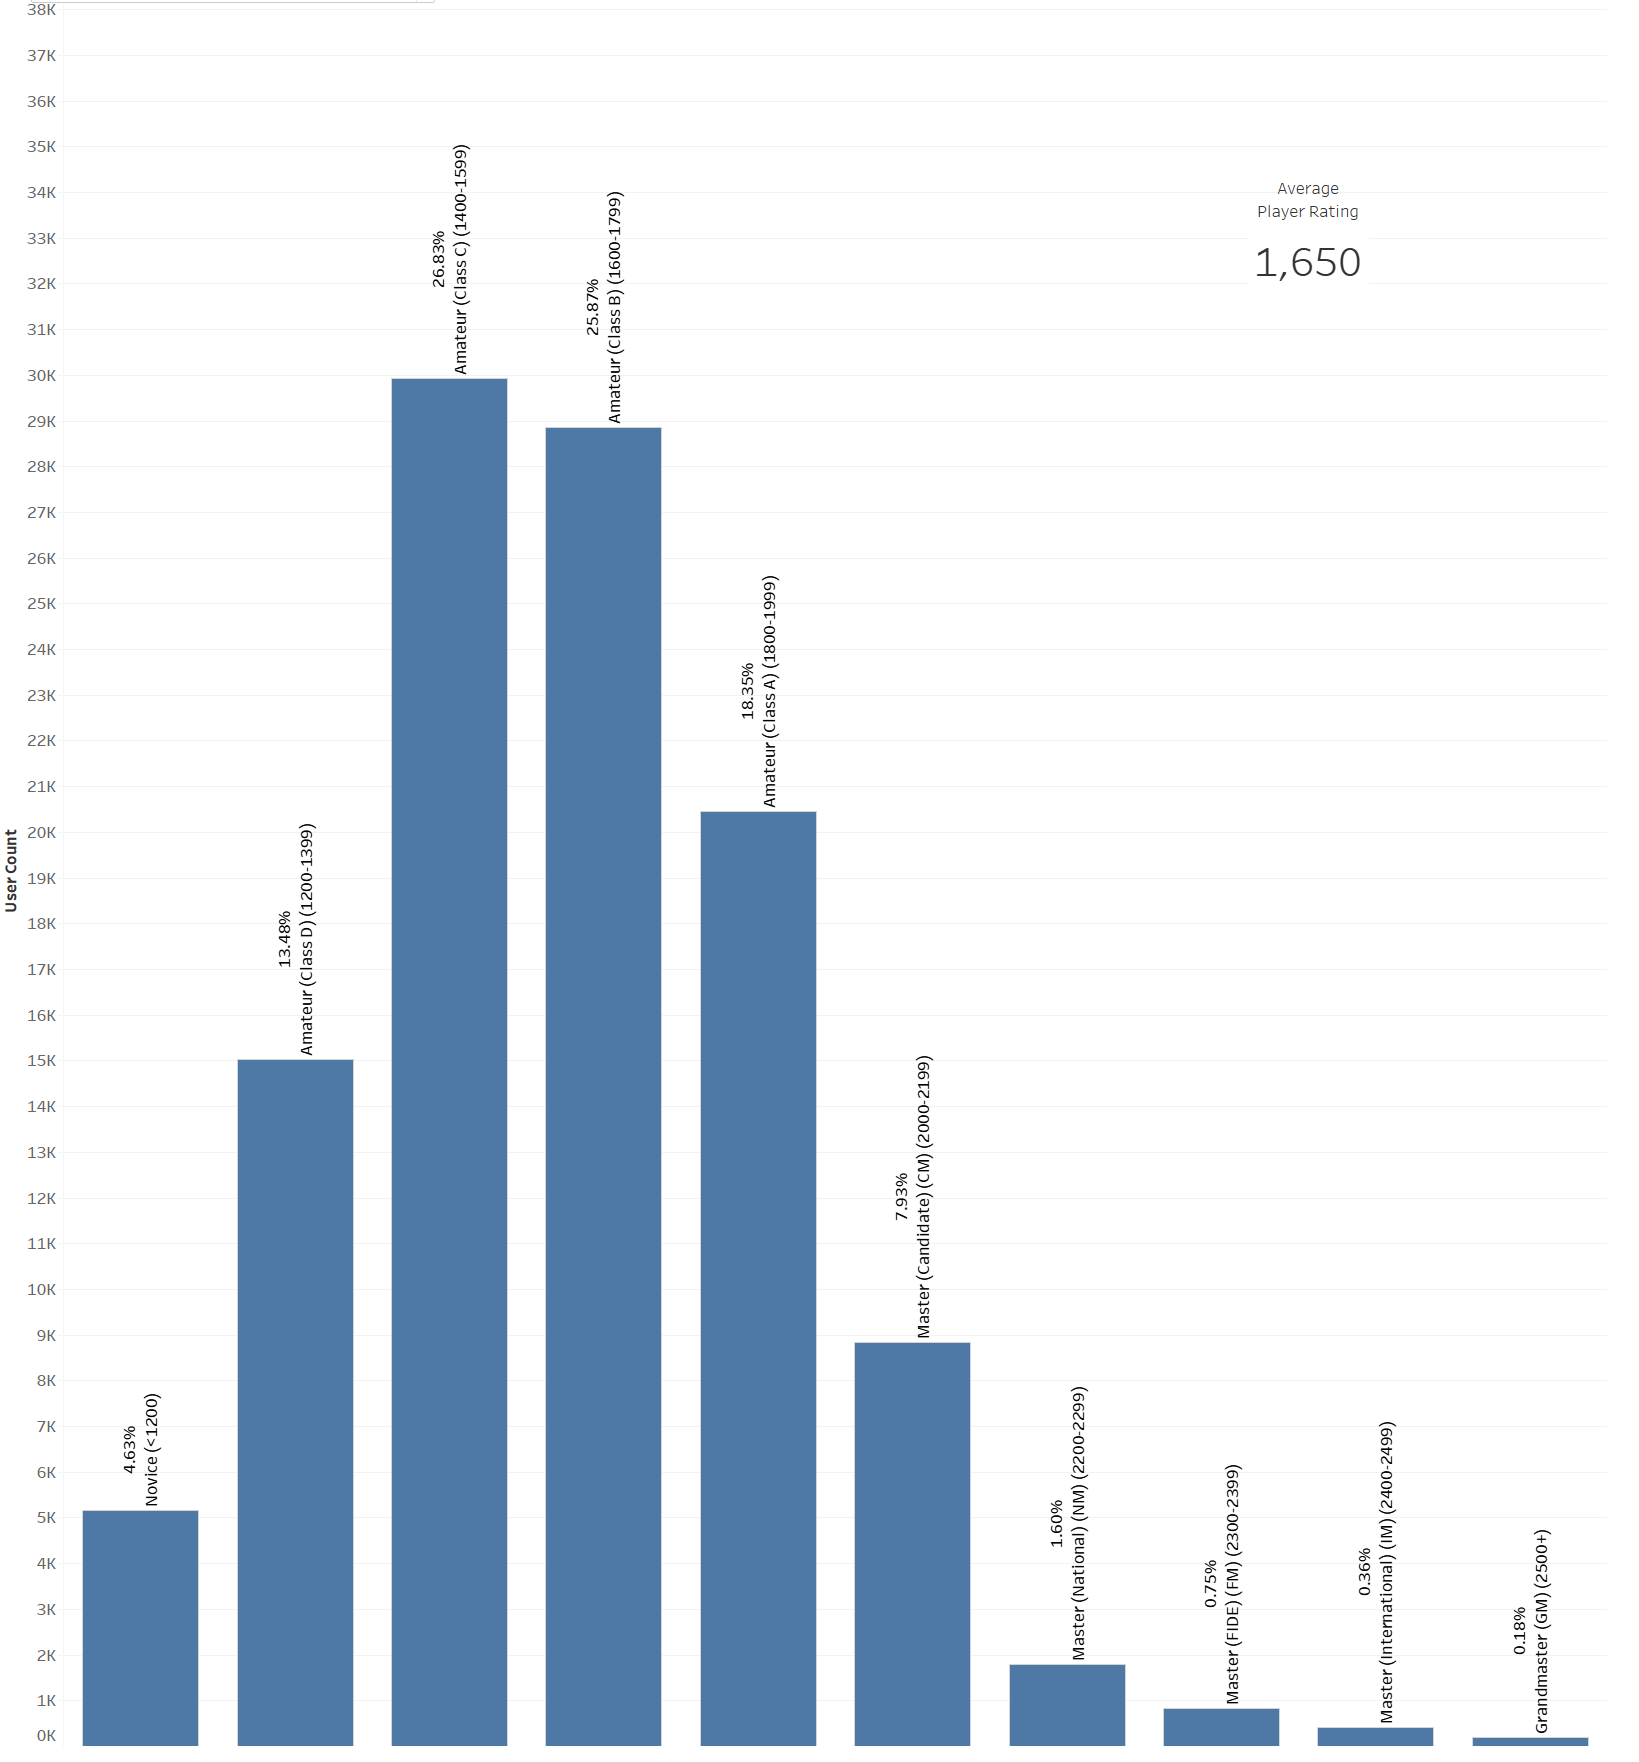 38K
37K
36K
35K
34K
33K
32K
31K
30K
29K
28K
27K
26K
25K
24K
23K
22K
21K
20K
19K
18K
17K
16K
15K
14K
13K
12K
11K
10K
9K
8K
7K
6K
5K
4K
3K
2K
1K
0K
User Count
4.63%
Novice (<1200)
13.48%
Amateur (Class D) (1200-1399)
26.83%
Amateur (Class C) (1400-1599)
25.87%
Amateur (Class B) (1600-1799)
18.35%
Amateur (Class A) (1800-1999)
7.93%
Master (Candidate) (CM) (2000-2199)
1.60%
Master (National) (NM) (2200-2299)
0.75%
Master (FIDE) (FM) (2300-2399)
0.36%
Master (International) (IM) (2400-2499)
0.18%
Grandmaster (GM) (2500+)
Average
Player Rating
1,650